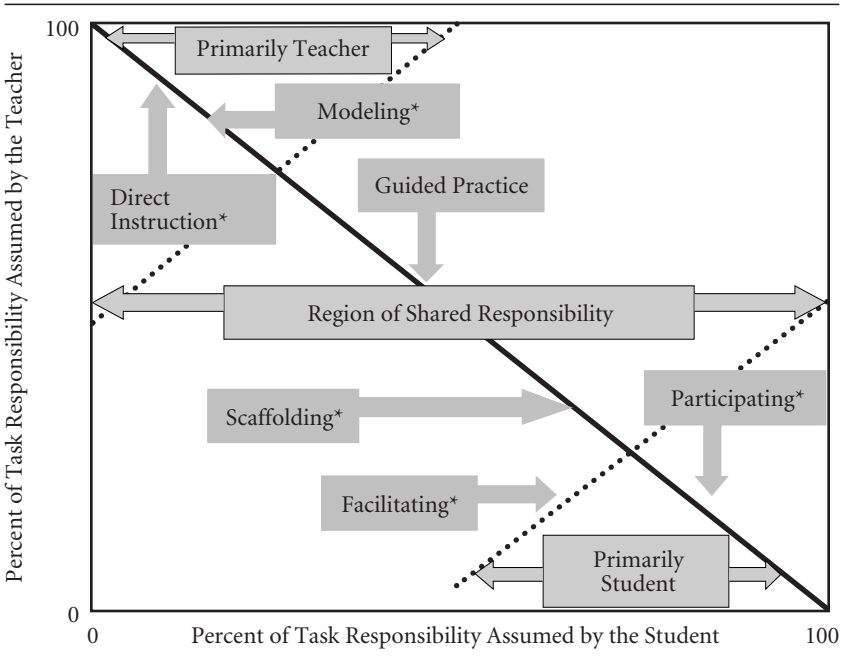 Percent of Task Responsibility Assumed by the Teacher
100
Primarily Teacher
Modeling*
Guided Practice
Direct
Instruction*
Region of Shared Responsibility
Participating*
Scaffolding*
Facilitating*
Primarily
Student
0
0
Percent of Task Responsibility Assumed by the Student
100